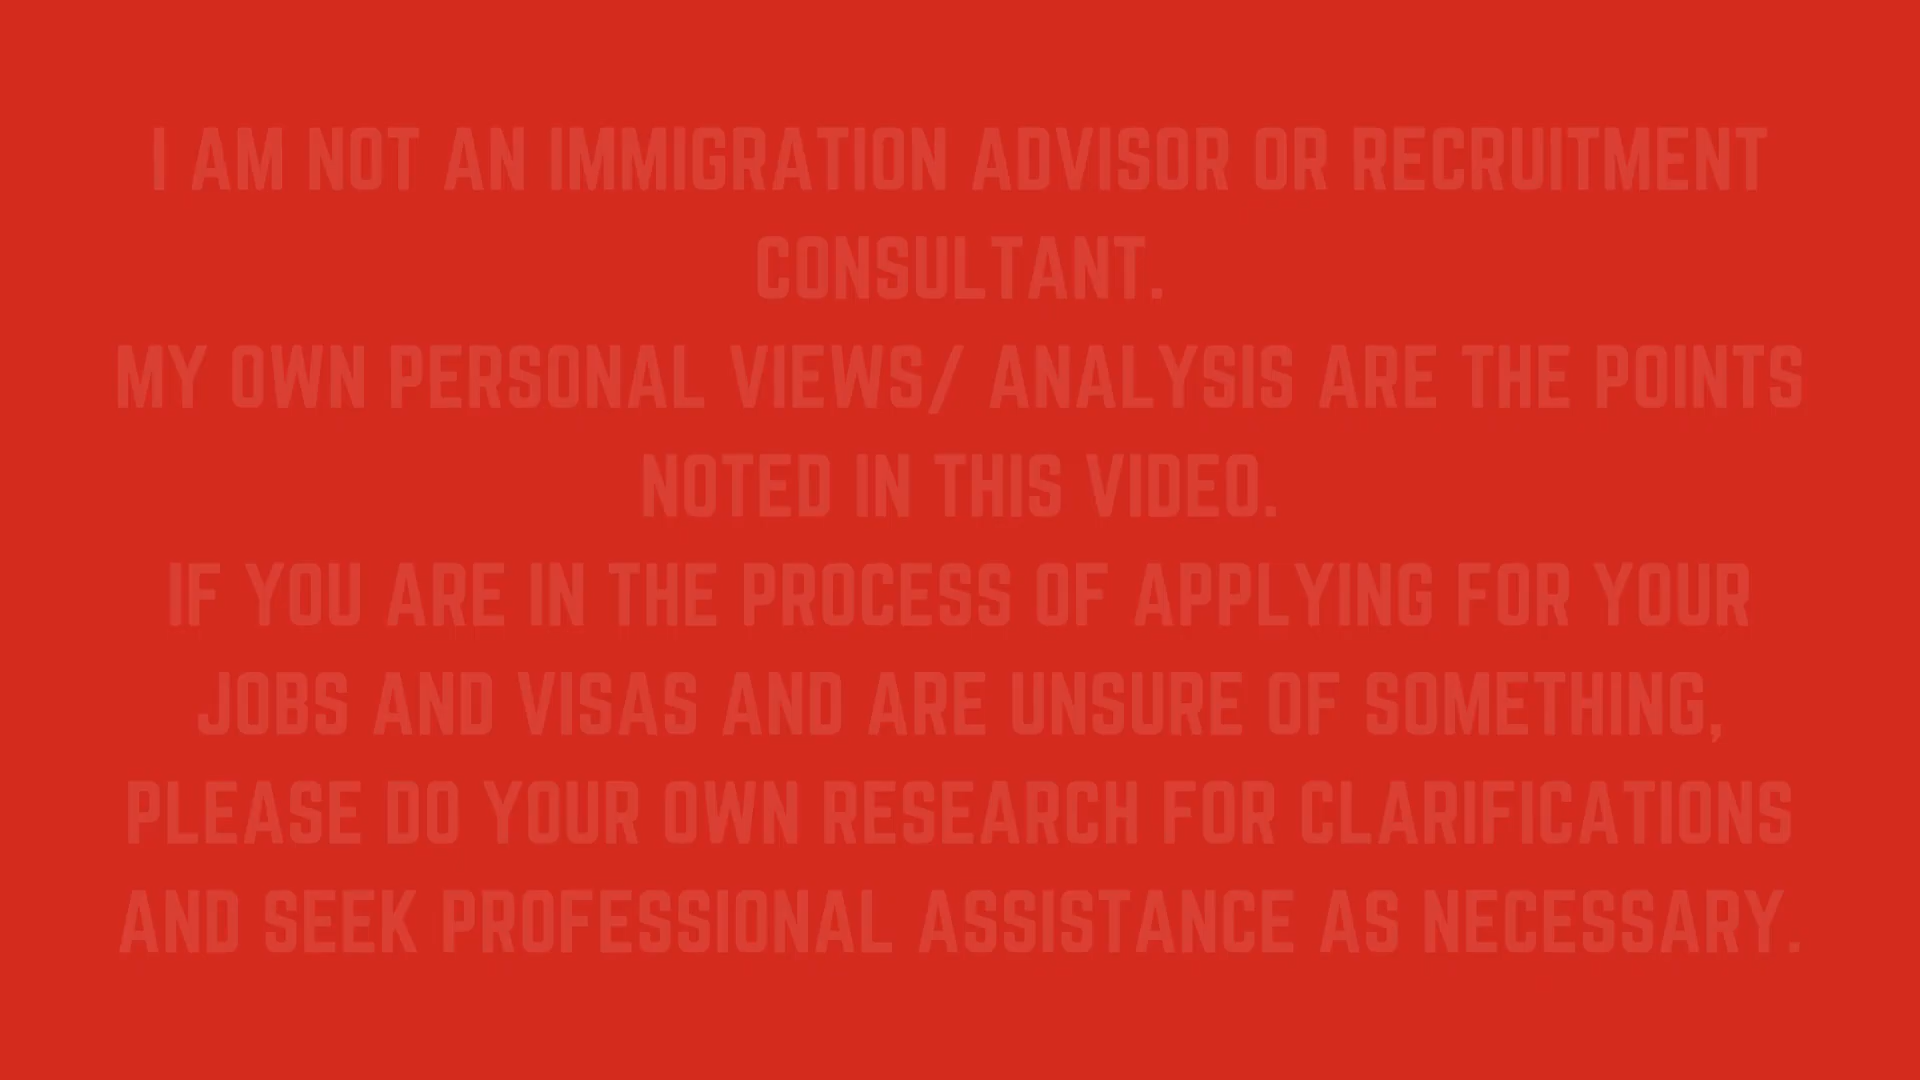 I AM NOT AN IMMIGRATION ADVISOR OR RECRUITMENT
CONSULTANT.
MY OWN PERSONAL VIEWS/ ANALYSIS ARE THE POINTS
NOTED IN THIS VIDEO.
IF YOU ARE IN THE PROCESS OF APPLYING FOR YOUR
JOBS AND VISAS AND ARE UNSURE OF SOMETHING,
PLEASE DO YOUR OWN RESEARCH FOR CLARIFICATIONS
AND SEEK PROFESSIONAL ASSISTANCE AS NECESSARY.